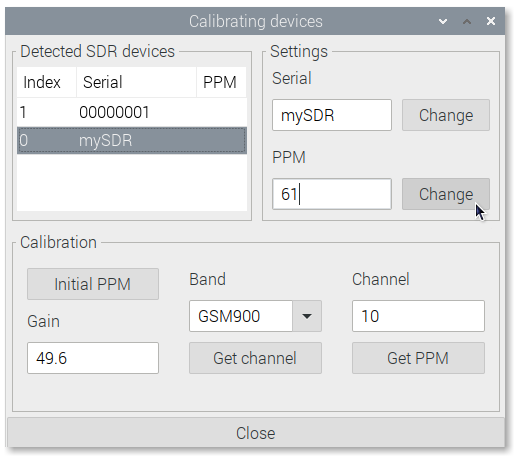 Calibrating devices
Detected SDR devices
Index Serial PPM
1 00000001
0 mySDR
Settings
Serial
mySDR Change
PPM
61 Change
Calibration
Initial PPM
Gain
49.6
Band
GSM900
Get channel
Channel
10
Get PPM
Close